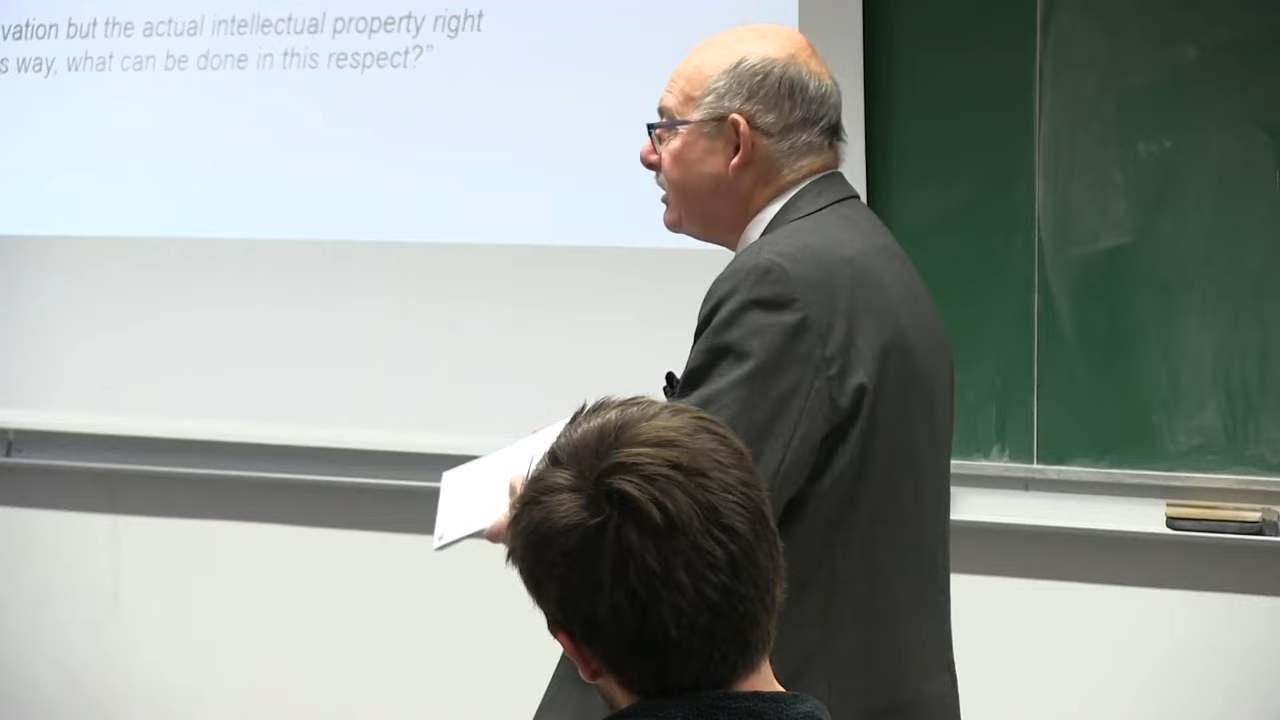 vation but the actual intellectual property right
s way, what can be done in this respect?"